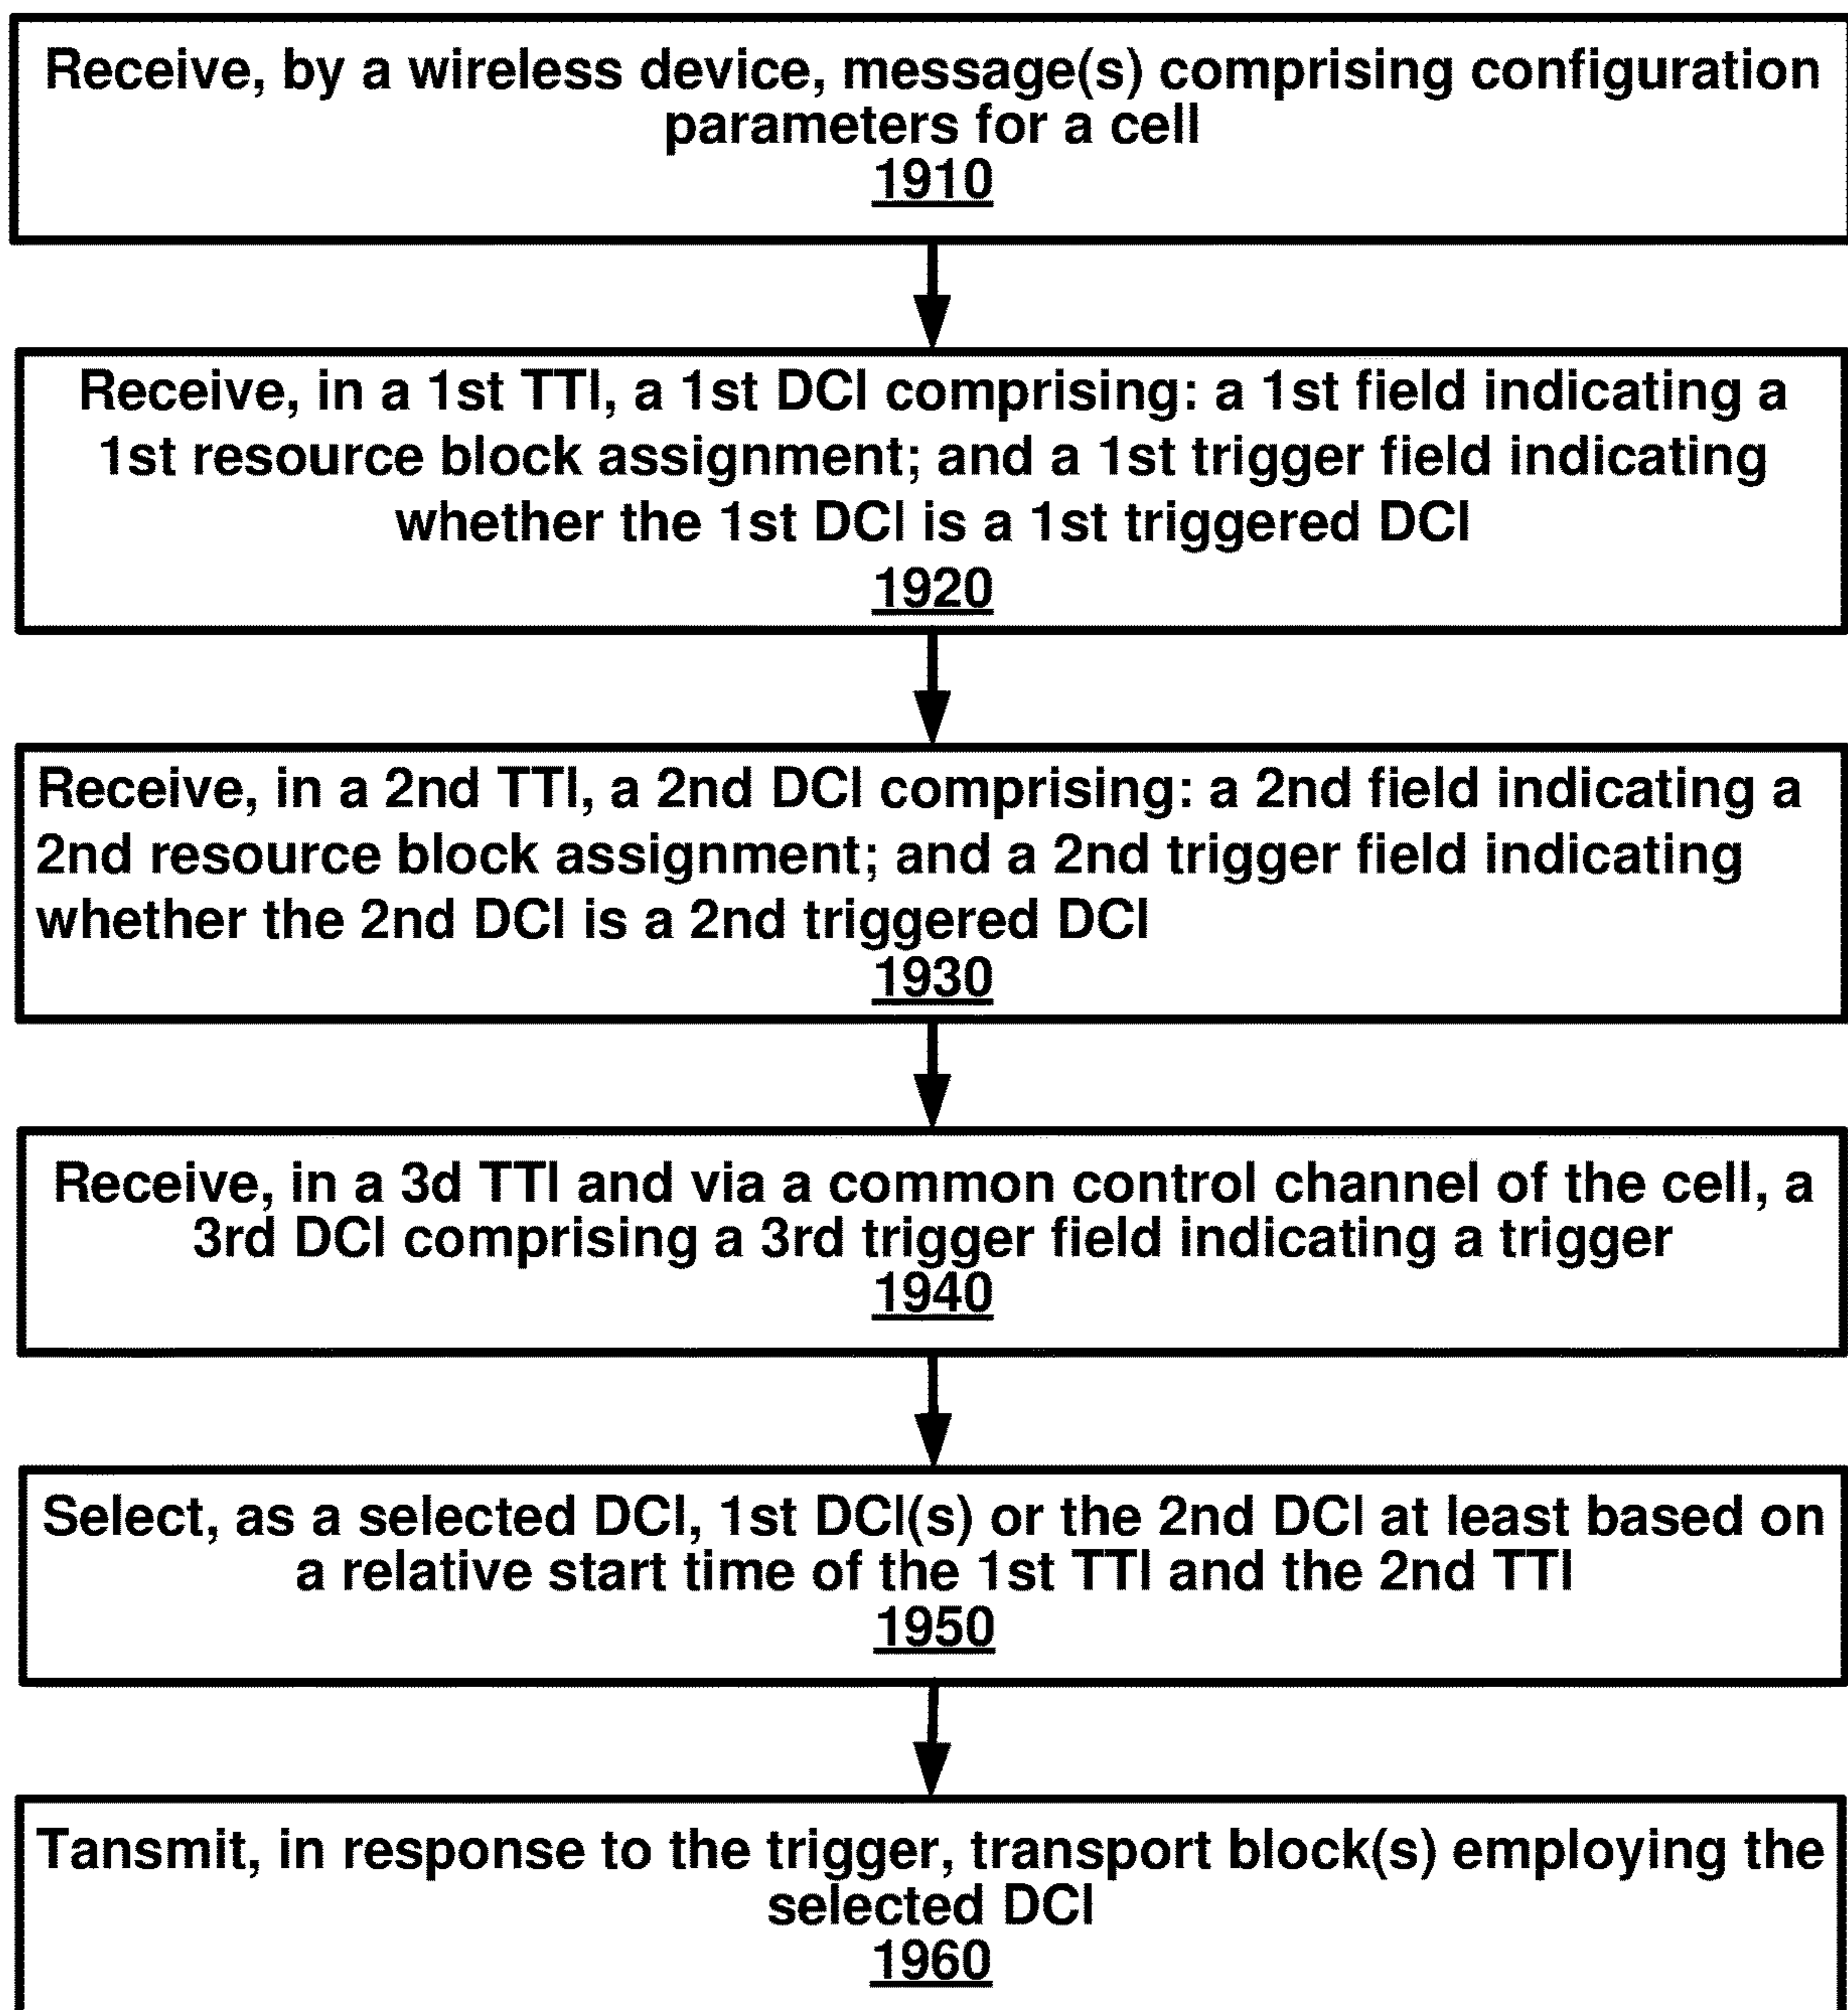 Receive, by a wireless device, message(s) comprising configuration
parameters for a cell
1910
Receive, in a 1st TTI, a 1st DCI comprising: a 1st field indicating a
1st resource block assignment; and a 1st trigger field indicating
whether the 1st DCI is a 1st triggered DCI
1920
Receive, in a 2nd TTI, a 2nd DCI comprising: a 2nd field indicating a
2nd resource block assignment; and a 2nd trigger field indicating
whether the 2nd DCI is a 2nd triggered DCI
1930
Receive, in a 3d TTI and via a common control channel of the cell, a
3rd DCI comprising a 3rd trigger field indicating a trigger
1940
Select, as a selected DCI, 1st DCI(s) or the 2nd DCI at least based on
a relative start time of the 1st TTI and the 2nd TTI
1950
Tansmit, in response to the trigger, transport block(s) employing the
selected DCI
1960